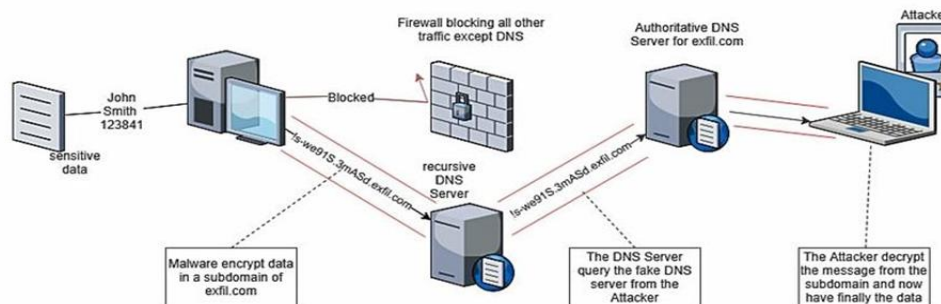 Firewall blocking all other
traffic except DNS
Authoritative DNS
Server for exfil.com
Attacke
John
Smith
123841
Blocked
sensitive
data
!s-we91S.3mASd.exfil.com
recursive
DNS
Server
!s-we91S.3mASd.exfil.com
Malware encrypt data
in a subdomain of
exfil.com
The DNS Server
query the fake DNS
server from the
Attacker
The Attacker decrypt
the message from the
subdomain and now
have finally the data